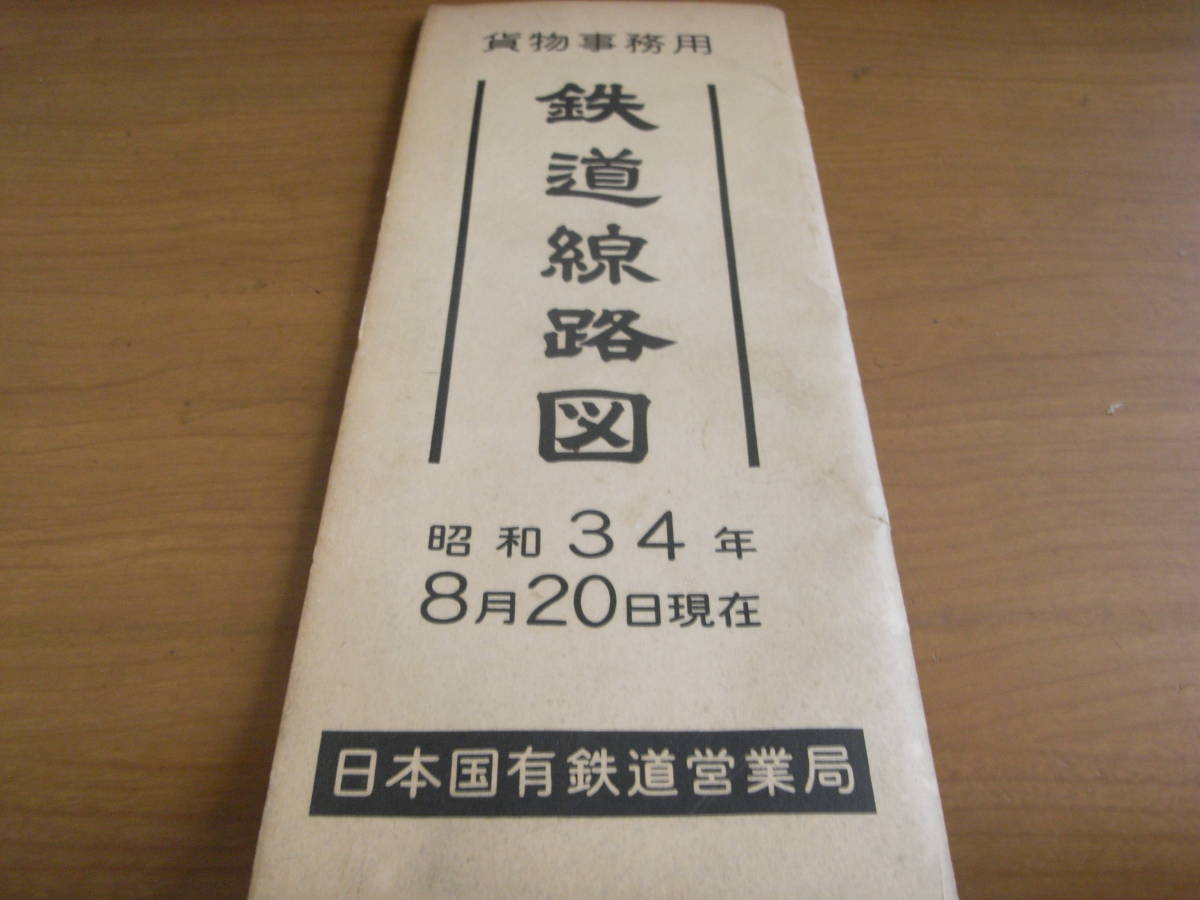 貨物事務用
鉄道線路図
昭和34年
8月20日現在
日本国有鉄道営業局